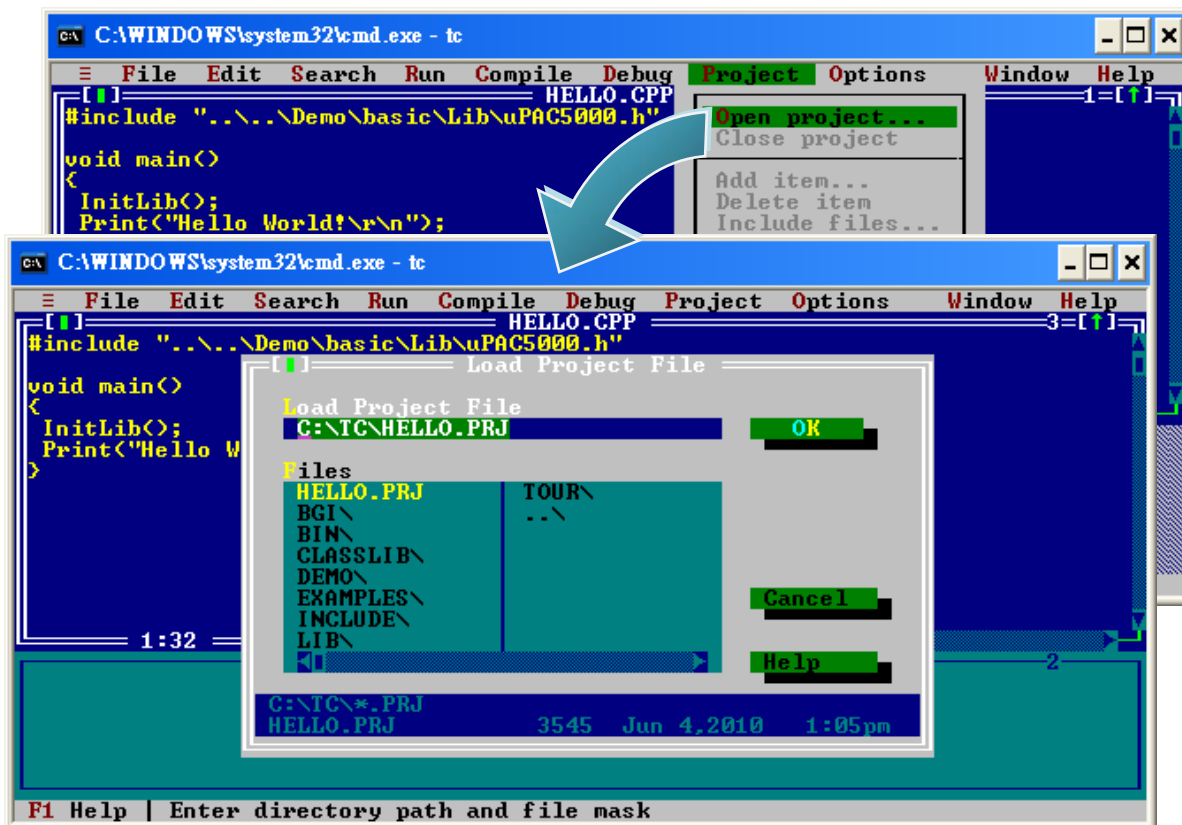 C:\WINDOWS\system32\cmd.exe - tc
≡ File Edit Search Run Compile Debug Project Options Window Help
HELLO.CPP 1=[↑]
#include "..\..\Demo\basic\Lib\uPAC5000.h"
Open project...
Close project
void main()
{
Add item...
InitLib();
Delete item
Print("Hello World!\r\n");
Include files...
C:\WINDOWS\system32\cmd.exe - tc
≡ File Edit Search Run Compile Debug Project Options Window Help
HELLO.CPP 3=[↑]
#include "..\..\Demo\basic\Lib\uPAC5000.h"
void main()
{
InitLib();
Print("Hello W
}
1:32
2
Load Project File
Load Project File
C:\TC\HELLO.PRJ
OK
Files
HELLO.PRJ TOUR\
BGI\ ..\
BIN\
CLASSLIB\
DEMO\
EXAMPLES\
INCLUDE\
LIB\
Cancel
Help
C:\TC\*.PRJ
HELLO.PRJ 3545 Jun 4,2010 1:05pm
F1 Help | Enter directory path and file mask